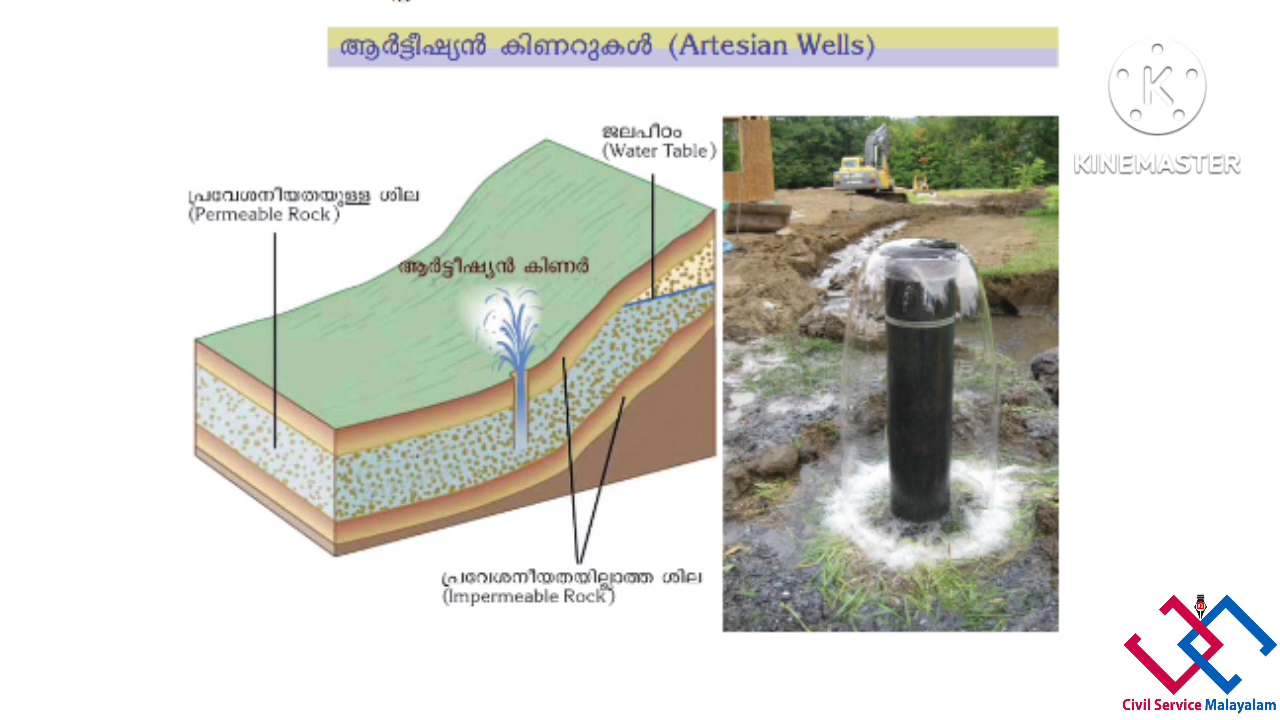 ആർട്ടീഷ്യൻ കിണറുകൾ (Artesian Wells)
KINEMASTER
ജലപീഠം
(Water Table)
പ്രവേശനീയതയുള്ള ശില
(Permeable Rock)
ആർട്ടീഷ്യൻ കിണർ
പ്രവേശനീയതയില്ലാത്ത ശില
(Impermeable Rock)
Civil Service Malayalam